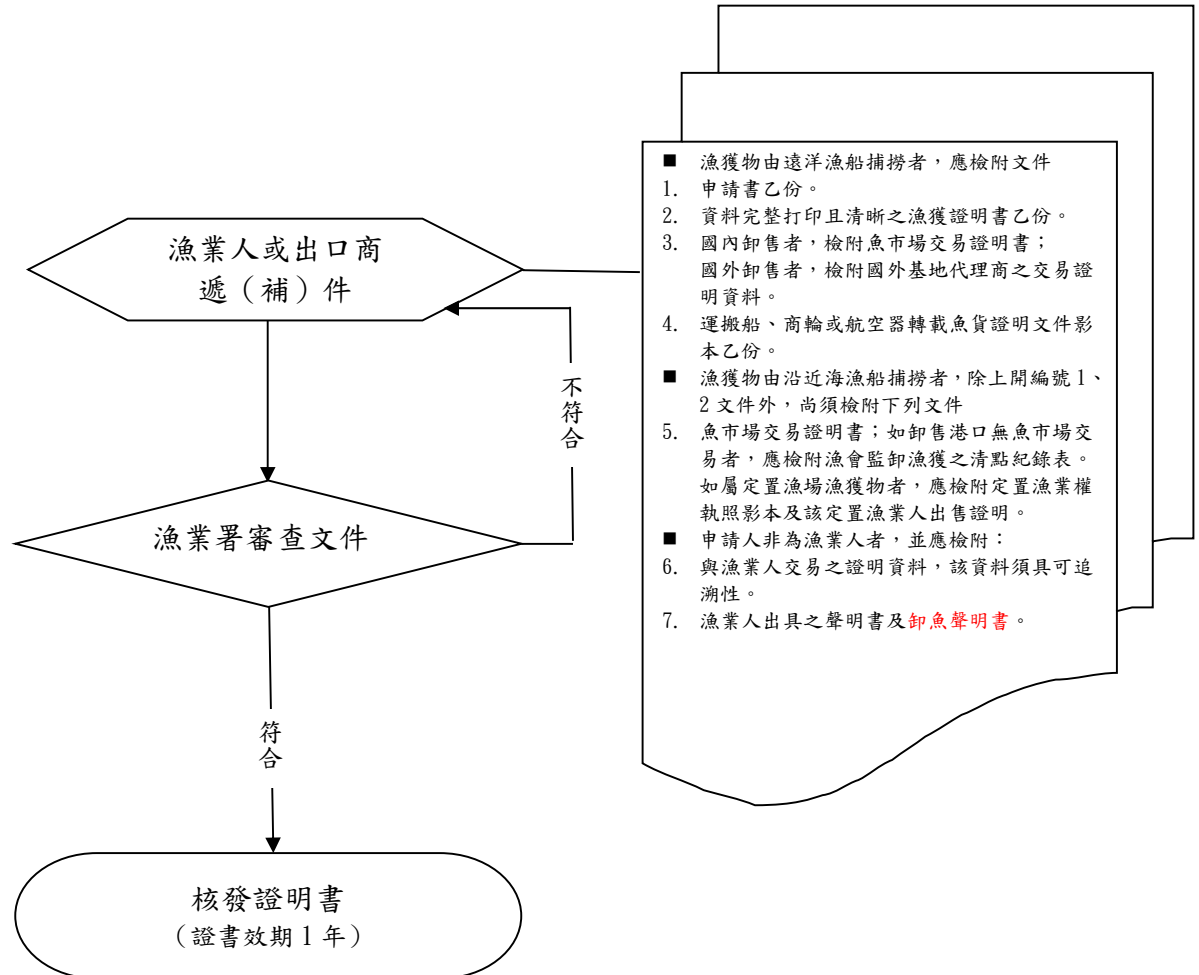 漁業人或出口商
遞（補）件
不符合
漁業署審查文件
符合
核發證明書
（證書效期 1 年）
■ 漁獲物由遠洋漁船捕撈者，應檢附文件
1. 申請書乙份。
2. 資料完整打印且清晰之漁獲證明書乙份。
3. 國內卸售者，檢附魚市場交易證明書；
國外卸售者，檢附國外基地代理商之交易證
明資料。
4. 運搬船、商輪或航空器轉載魚貨證明文件影
本乙份。
■ 漁獲物由沿近海漁船捕撈者，除上開編號 1、
2 文件外，尚須檢附下列文件
5. 魚市場交易證明書；如卸售港口無魚市場交
易者，應檢附漁會監卸漁獲之清點紀錄表。
如屬定置漁場漁獲物者，應檢附定置漁業權
執照影本及該定置漁業人出售證明。
■ 申請人非為漁業人者，並應檢附：
6. 與漁業人交易之證明資料，該資料須具可追
溯性。
7. 漁業人出具之聲明書及卸魚聲明書。